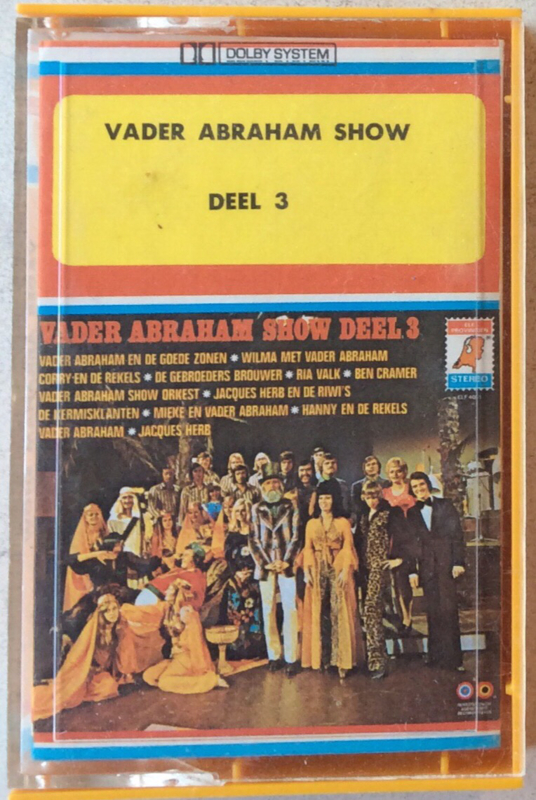 DOLBY SYSTEM
VADER ABRAHAM SHOW
DEEL 3
VADER ABRAHAM SHOW DEEL 3
VADER ABRAHAM EN DE GOEDE ZONEN * WILMA MET VADER ABRAHAM
CORRY EN DE REKELS * DE GEBROEDERS BROUWER * RIA VALK * BEN CRAMER
VADER ABRAHAM SHOW ORKEST * JACQUES HERB EN DE RIWI'S
DE KERMISKLANTEN * MIEKE EN VADER ABRAHAM * HANNY EN DE REKELS
VADER ABRAHAM * JACQUES HERB
ELF PROVINCIEN
STEREO